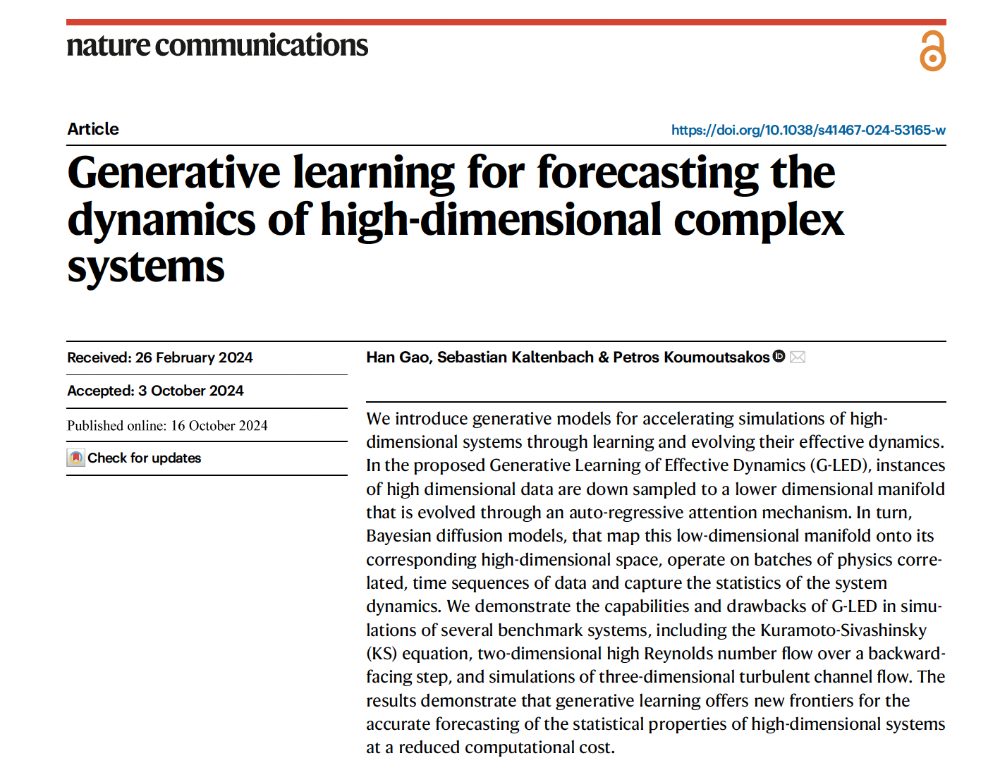 nature communications
Article
https://doi.org/10.1038/s41467-024-53165-w
Generative learning for forecasting the
dynamics of high-dimensional complex
systems
Received: 26 February 2024
Accepted: 3 October 2024
Published online: 16 October 2024
Check for updates
Han Gao, Sebastian Kaltenbach & Petros Koumoutsakos iD
We introduce generative models for accelerating simulations of high-
dimensional systems through learning and evolving their effective dynamics.
In the proposed Generative Learning of Effective Dynamics (G-LED), instances
of high dimensional data are down sampled to a lower dimensional manifold
that is evolved through an auto-regressive attention mechanism. In turn,
Bayesian diffusion models, that map this low-dimensional manifold onto its
corresponding high-dimensional space, operate on batches of physics corre-
lated, time sequences of data and capture the statistics of the system
dynamics. We demonstrate the capabilities and drawbacks of G-LED in simu-
lations of several benchmark systems, including the Kuramoto-Sivashinsky
(KS) equation, two-dimensional high Reynolds number flow over a backward-
facing step, and simulations of three-dimensional turbulent channel flow. The
results demonstrate that generative learning offers new frontiers for the
accurate forecasting of the statistical properties of high-dimensional systems
at a reduced computational cost.